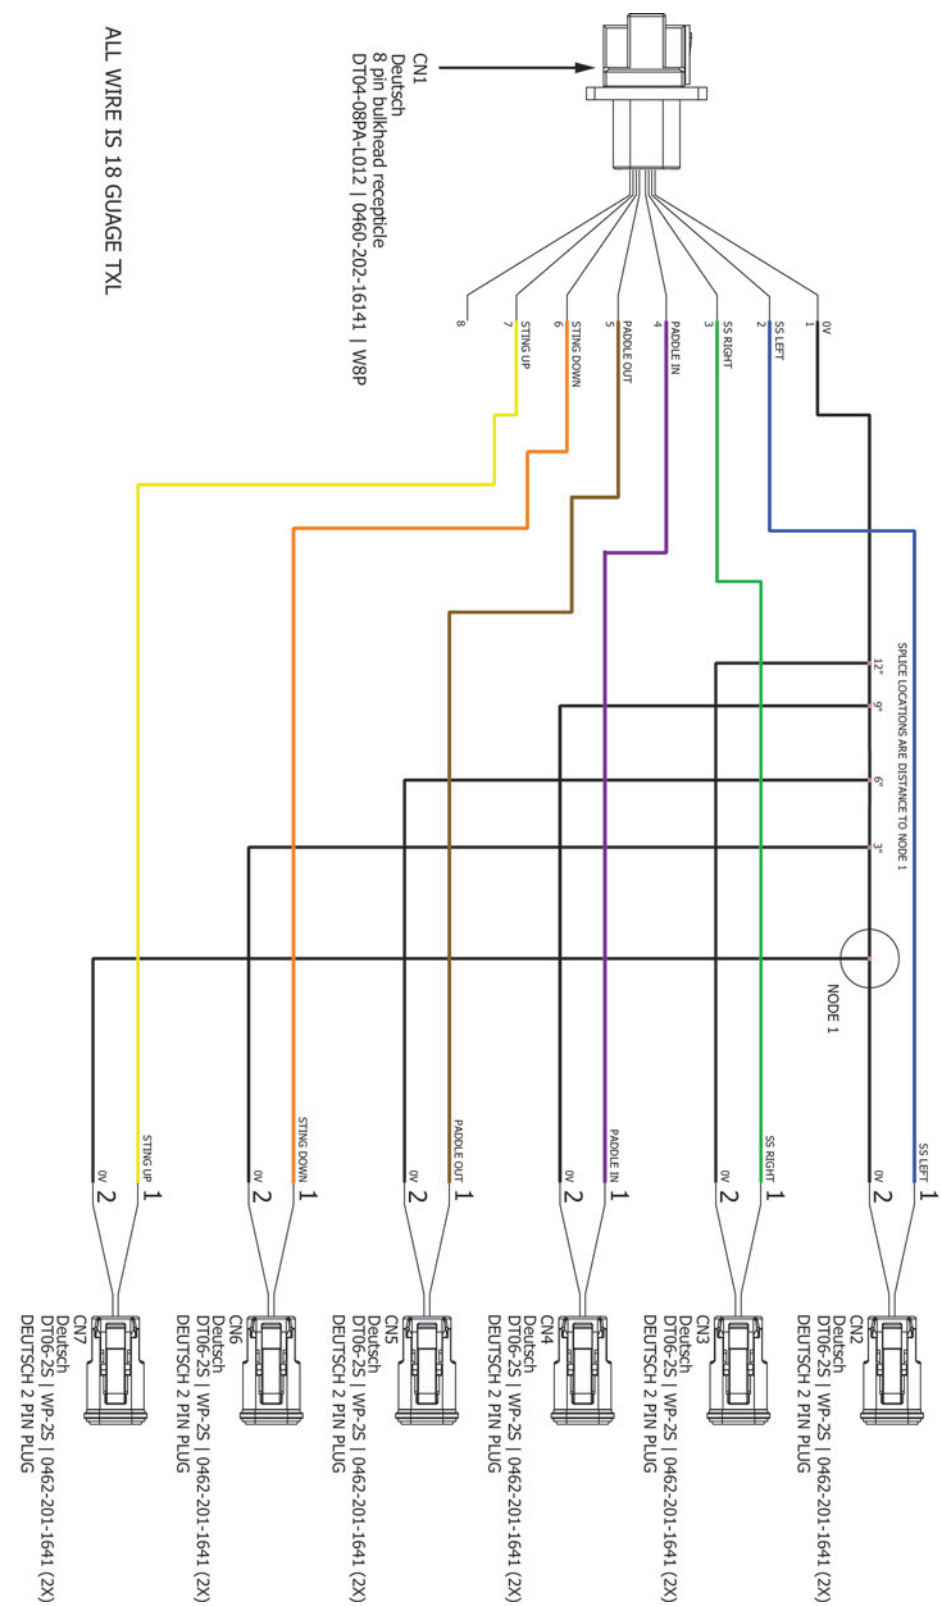 CN1
Deutsch
8 pin bulkhead recepticle
DT04-08PA-L012 | 0460-202-16141 | W8P
ALL WIRE IS 18 GUAGE TXL
0V
1
SS LEFT
2
SS RIGHT
3
PADDLE IN
4
PADDLE OUT
5
STING DOWN
6
STING UP
7
8
SPLICE LOCATIONS ARE DISTANCE TO NODE 1
12"
9"
6"
3"
NODE 1
SS LEFT
1
0V
2
SS RIGHT
1
2
PADDLE IN
1
0V
2
PADDLE OUT
1
0V
2
STING DOWN
1
0V
2
STING UP
1
0V
2
CN2
Deutsch
DT06-2S | WP-2S | 0462-201-1641 (2X)
DEUTSCH 2 PIN PLUG
CN3
Deutsch
DT06-2S | WP-2S | 0462-201-1641 (2X)
DEUTSCH 2 PIN PLUG
CN4
Deutsch
DT06-2S | WP-2S | 0462-201-1641 (2X)
DEUTSCH 2 PIN PLUG
CN5
Deutsch
DT06-2S | WP-2S | 0462-201-1641 (2X)
DEUTSCH 2 PIN PLUG
CN6
Deutsch
DT06-2S | WP-2S | 0462-201-1641 (2X)
DEUTSCH 2 PIN PLUG
CN7
Deutsch
DT06-2S | WP-2S | 0462-201-1641 (2X)
DEUTSCH 2 PIN PLUG